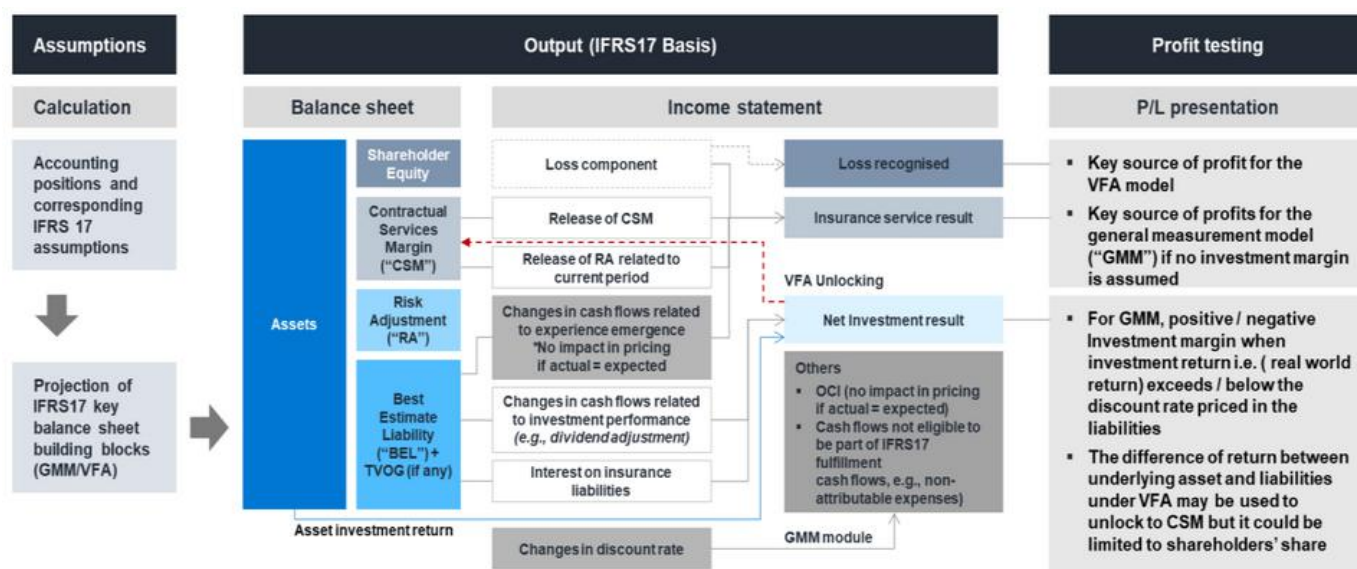 Assumptions
Output (IFRS17 Basis)
Profit testing
Calculation
Balance sheet
Income statement
P/L presentation
Accounting
positions and
corresponding
IFRS 17
assumptions
Projection of
IFRS17 key
balance sheet
building blocks
(GMM/VFA)
Assets
Shareholder
Equity
Contractual
Services
Margin
("CSM")
Risk
Adjustment
("RA")
Best
Estimate
Liability
("BEL") +
TVOG (if any)
Asset investment return
Loss component
Release of CSM
Release of RA related to
current period
Changes in cash flows related
to experience emergence
*No impact in pricing
if actual = expected
Changes in cash flows related
to investment performance
(e.g., dividend adjustment)
Interest on insurance
liabilities
Changes in discount rate
Loss recognised
Insurance service result
VFA Unlocking
Net Investment result
Others
▪ OCI (no impact in pricing
if actual = expected)
▪ Cash flows not eligible to
be part of IFRS17
fulfillment
cash flows, e.g., non-
attributable expenses)
GMM module
▪ Key source of profit for the
VFA model
▪ Key source of profits for the
general measurement model
("GMM") if no investment margin
is assumed
▪ For GMM, positive / negative
Investment margin when
investment return i.e. ( real world
return) exceeds / below the
discount rate priced in the
liabilities
▪ The difference of return between
underlying asset and liabilities
under VFA may be used to
unlock to CSM but it could be
limited to shareholders' share